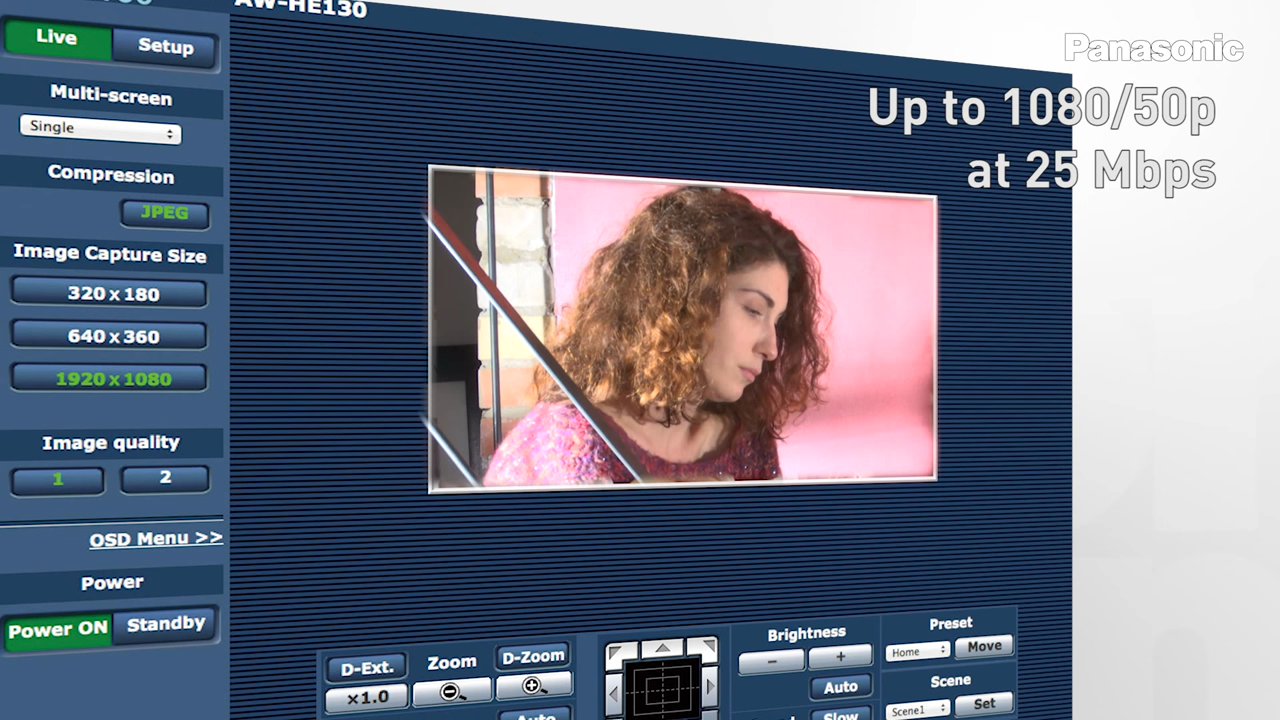 AW-HE130
Live
Setup
Multi-screen
Single
Compression
JPEG
Image Capture Size
320 x 180
640 x 360
1920 x 1080
Image quality
1
2
OSD Menu >>
Power
Power ON
Standby
Panasonic
Up to 1080/50p
at 25 Mbps
D-Ext.
×1.0
Zoom
D-Zoom
Auto
Brightness
−
+
Auto
Slow
Preset
Home
Move
Scene
Scene1
Set